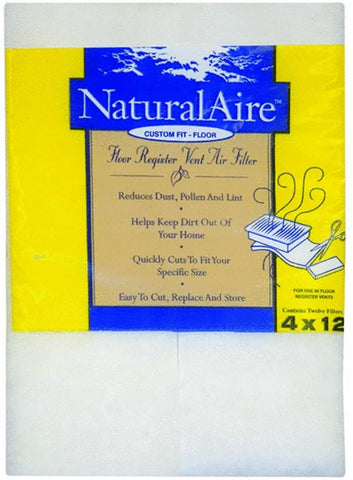 NaturalAire™
CUSTOM FIT - FLOOR
Floor Register Vent Air Filter
Reduces Dust, Pollen And Lint
•
Helps Keep Dirt Out Of
Your Home
•
Quickly Cuts To Fit Your
Specific Size
•
Easy To Cut, Replace And Store
FOR USE IN FLOOR
REGISTER VENTS
Contains Twelve Filters
4 x 12